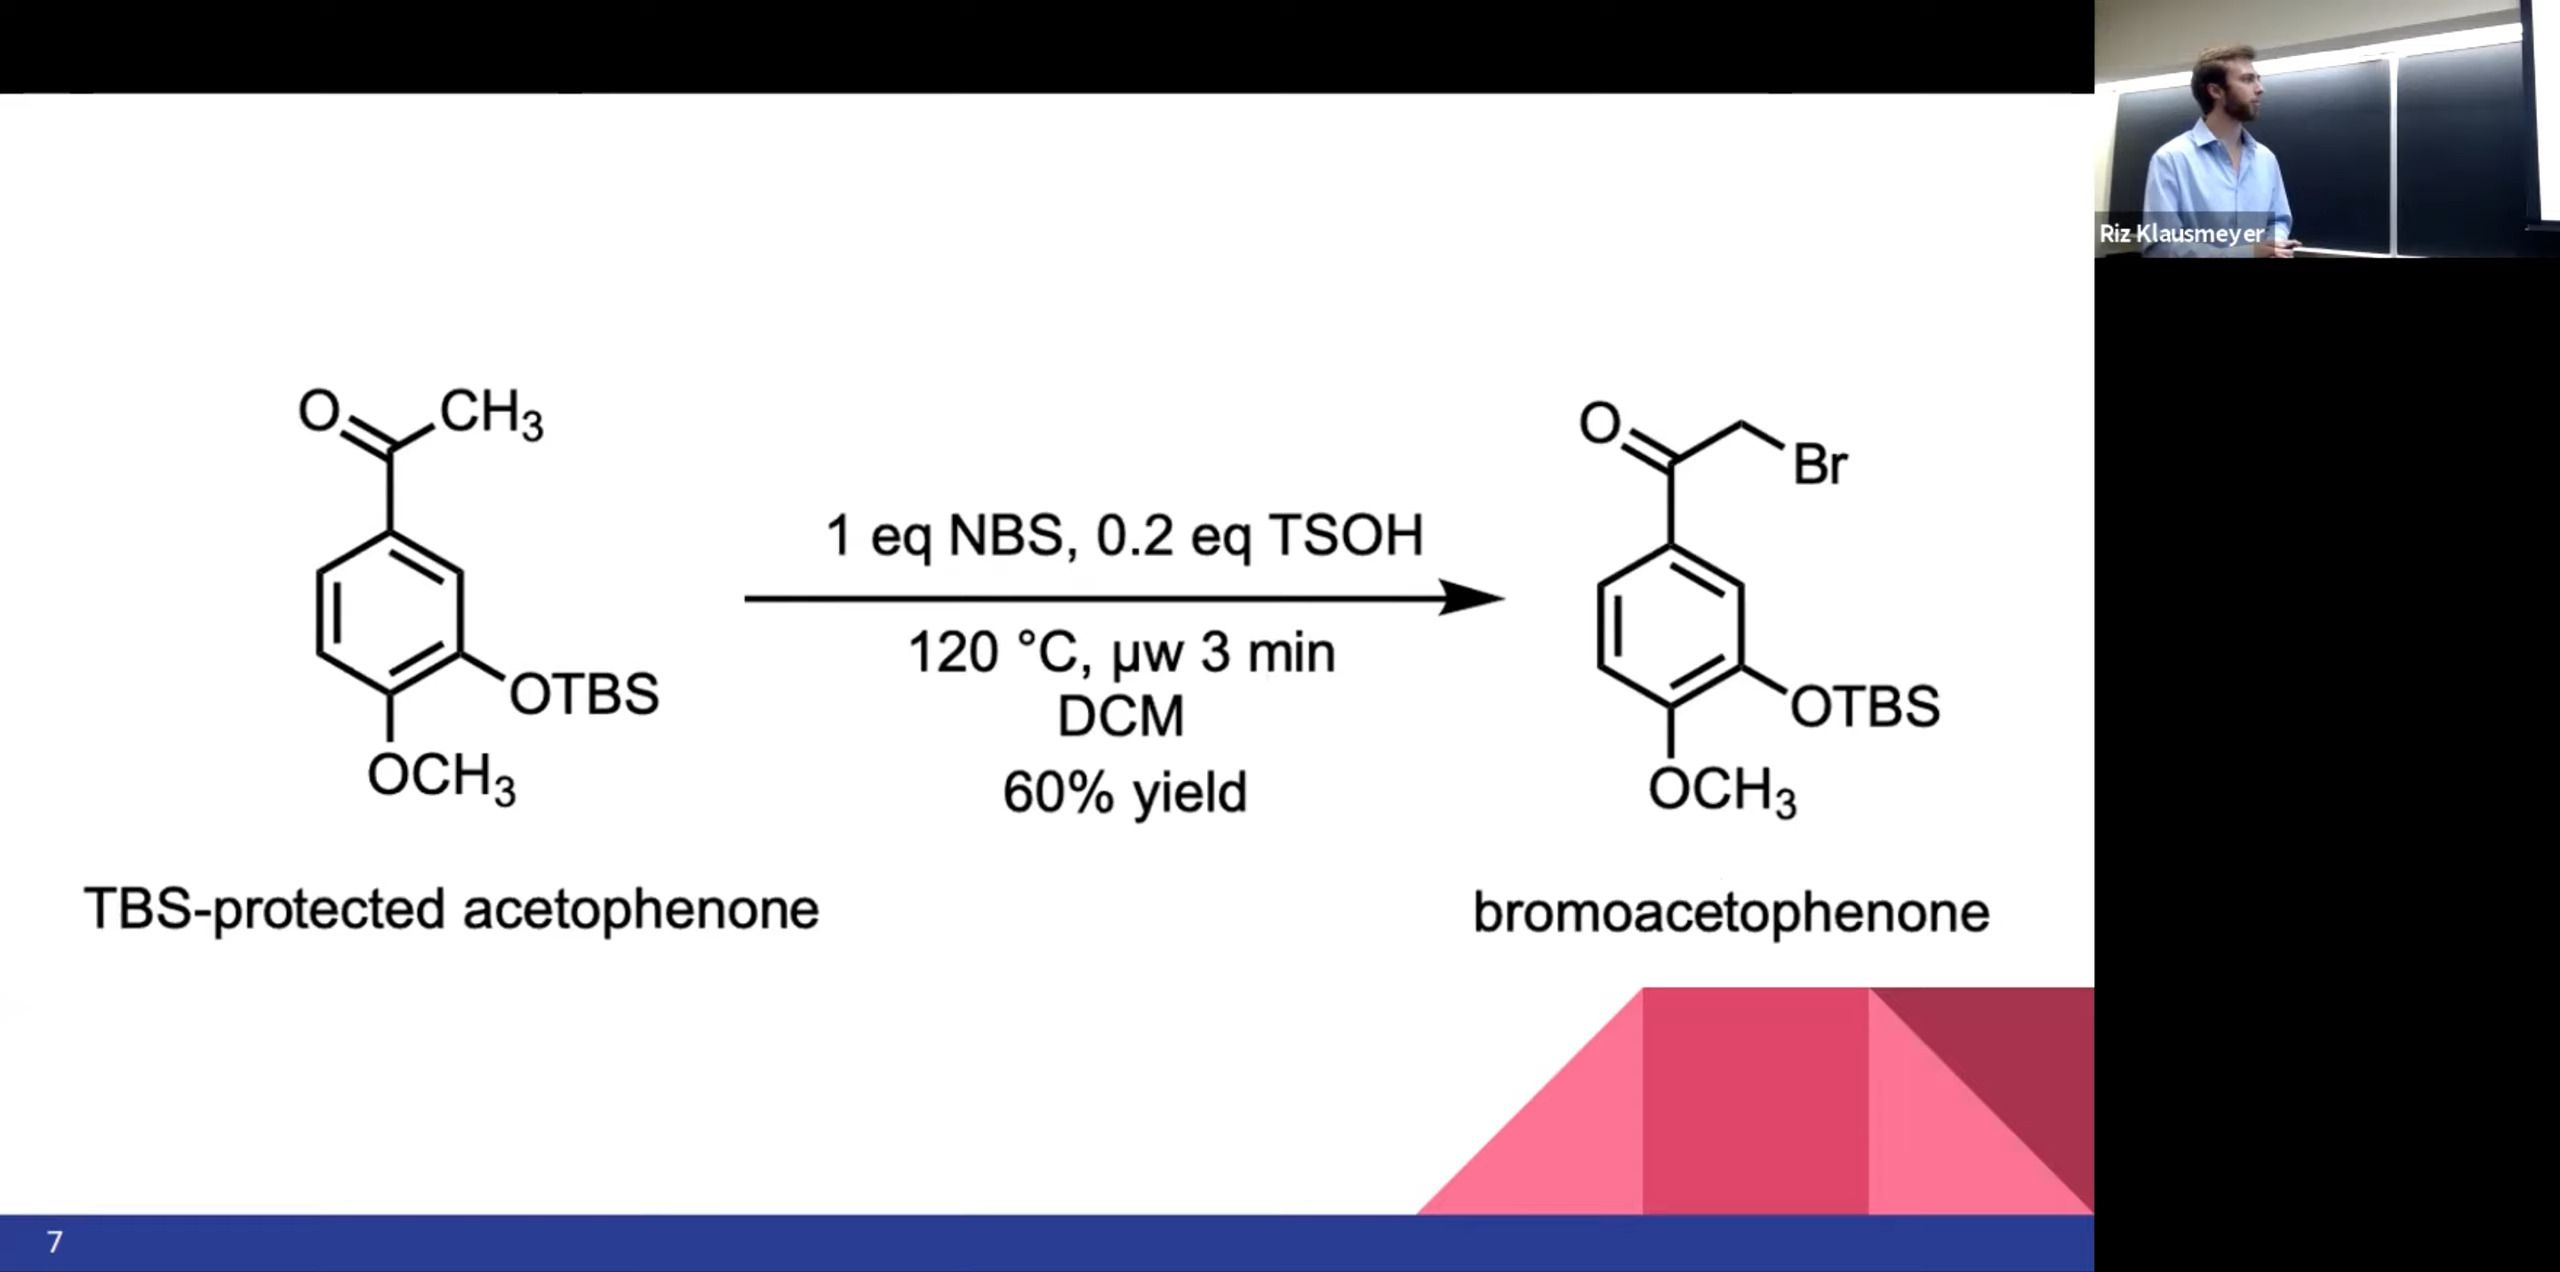 Riz Klausmeyer
O
CH3
OTBS
OCH3
TBS-protected acetophenone
1 eq NBS, 0.2 eq TSOH
120 °C, µw 3 min
DCM
60% yield
O
Br
OTBS
OCH3
bromoacetophenone
7